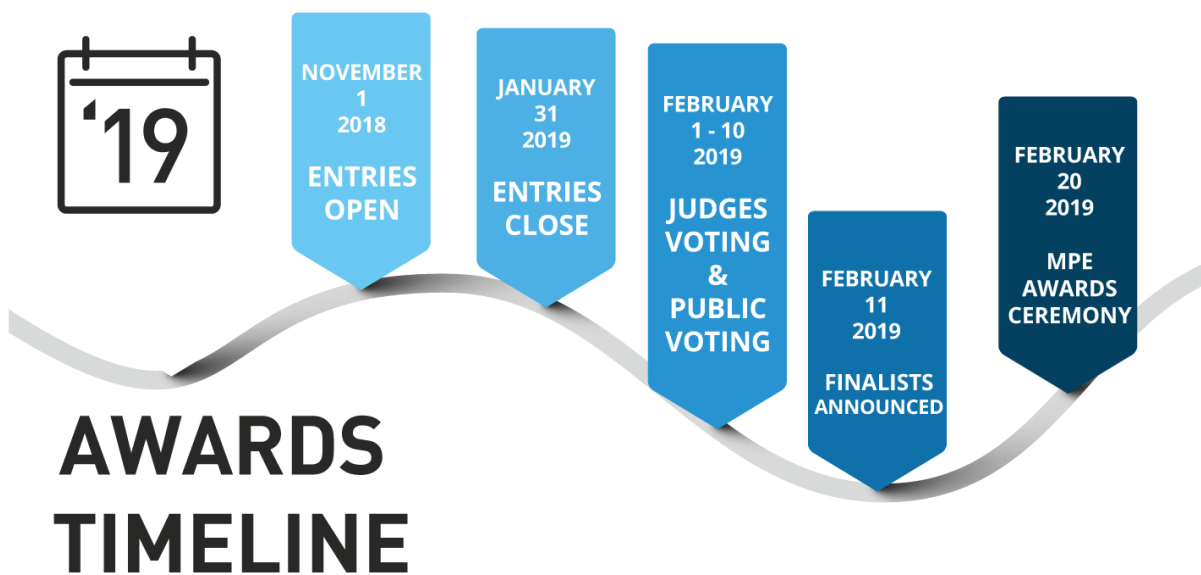 '19
NOVEMBER
1
2018
ENTRIES
OPEN
JANUARY
31
2019
ENTRIES
CLOSE
FEBRUARY
1 - 10
2019
JUDGES
VOTING
&
PUBLIC
VOTING
FEBRUARY
11
2019
FINALISTS
ANNOUNCED
FEBRUARY
20
2019
MPE
AWARDS
CEREMONY
AWARDS
TIMELINE